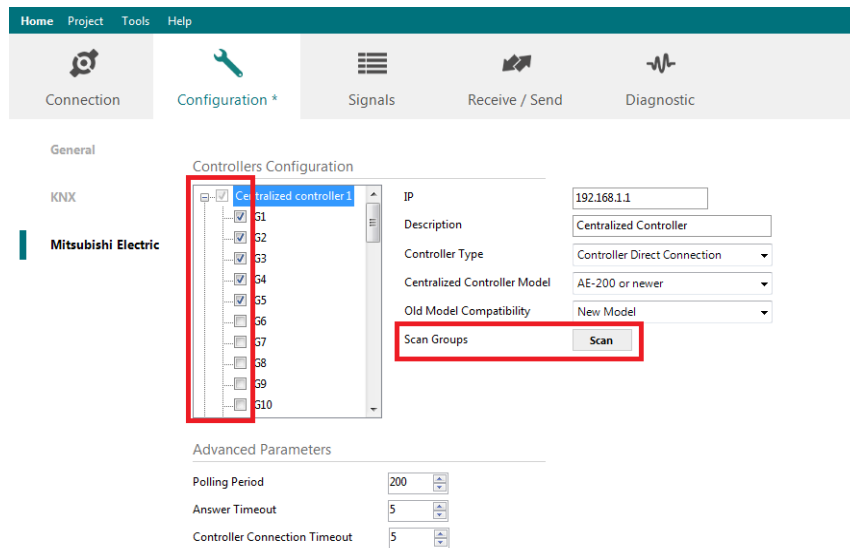 Home Project Tools Help
Connection Configuration * Signals Receive / Send Diagnostic
General
KNX
Mitsubishi Electric
Controllers Configuration
Centralized controller 1
G1
G2
G3
G4
G5
G6
G7
G8
G9
G10
IP 192.168.1.1
Description Centralized Controller
Controller Type Controller Direct Connection
Centralized Controller Model AE-200 or newer
Old Model Compatibility New Model
Scan Groups Scan
Advanced Parameters
Polling Period 200
Answer Timeout 5
Controller Connection Timeout 5